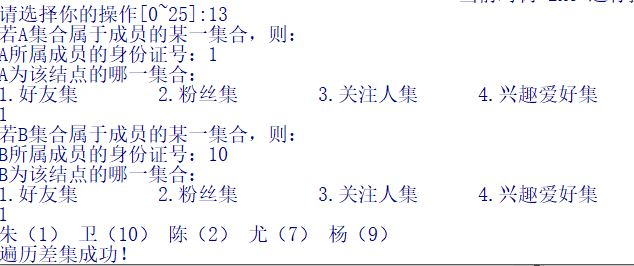 请选择你的操作[0~25]:13
若A集合属于成员的某一集合，则：
A所属成员的身份证号：1
A为该结点的哪一集合：
1.好友集 2.粉丝集 3.关注人集 4.兴趣爱好集
1
若B集合属于成员的某一集合，则：
B所属成员的身份证号：10
B为该结点的哪一集合：
1.好友集 2.粉丝集 3.关注人集 4.兴趣爱好集
1
朱（1） 卫（10） 陈（2） 尤（7） 杨（9）
遍历差集成功！